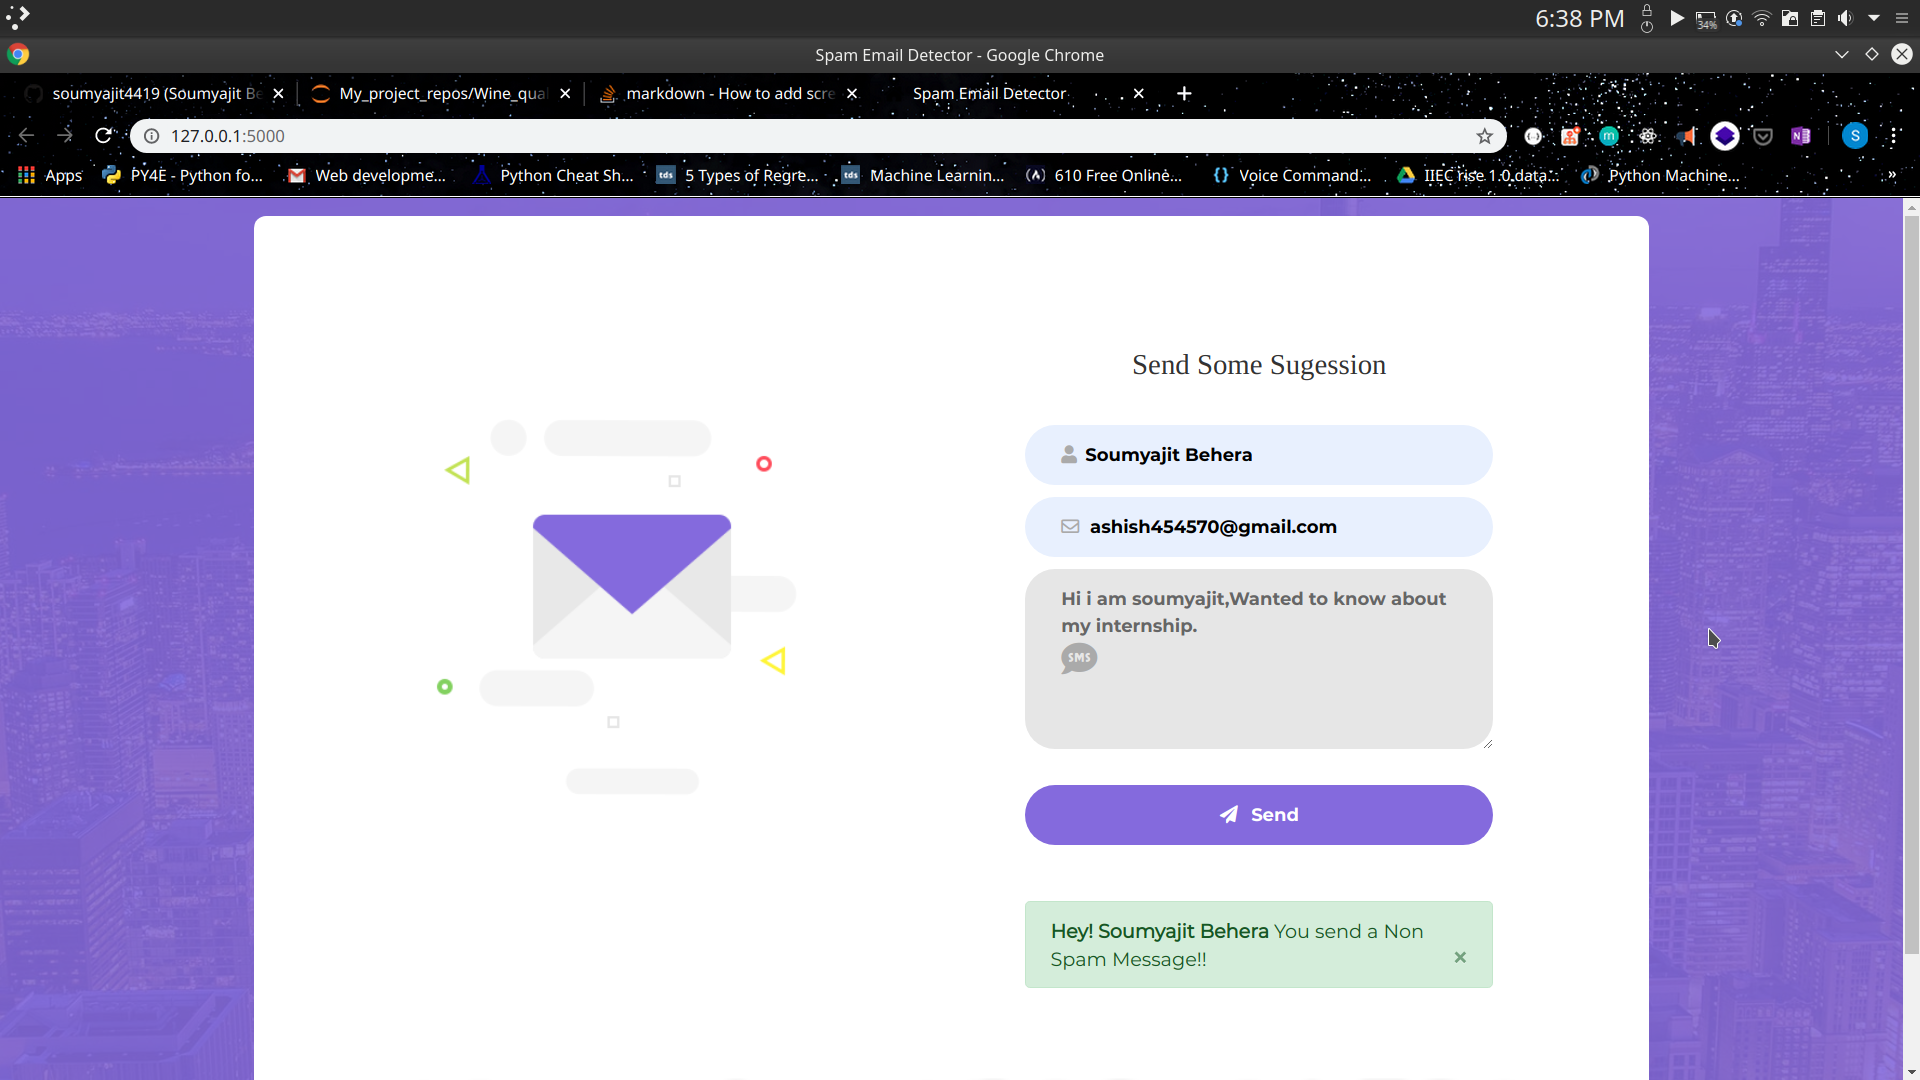 6:38 PM
34%
Spam Email Detector - Google Chrome
soumyajit4419 (Soumyajit Be
My_project_repos/Wine_qual
markdown - How to add scre
Spam Email Detector
127.0.0.1:5000
S
Apps
PY4E - Python fo...
Web developme...
Python Cheat Sh...
tds
5 Types of Regre...
tds
Machine Learnin...
610 Free Online...
Voice Command...
IIEC rise 1.0.data...
Python Machine...
»
Send Some Sugession
Soumyajit Behera
ashish454570@gmail.com
Hi i am soumyajit,Wanted to know about
my internship.
SMS
Send
Hey! Soumyajit Behera You send a Non
Spam Message!!
×